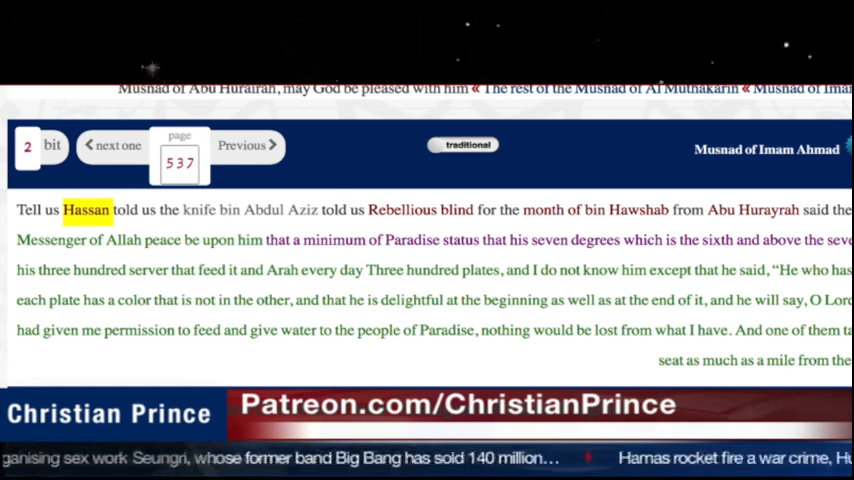 Musnad of Abu Hurairah, may God be pleased with him « The rest of the Musnad of Al Muthakarin « Musnad of Imar
2 bit
next one
page
537
Previous
traditional
Musnad of Imam Ahmad
Tell us Hassan told us the knife bin Abdul Aziz told us Rebellious blind for the month of bin Hawshab from Abu Hurayrah said the
Messenger of Allah peace be upon him that a minimum of Paradise status that his seven degrees which is the sixth and above the seve
his three hundred server that feed it and Arah every day Three hundred plates, and I do not know him except that he said, “He who has
each plate has a color that is not in the other, and that he is delightful at the beginning as well as at the end of it, and he will say, O Lord
had given me permission to feed and give water to the people of Paradise, nothing would be lost from what I have. And one of them ta
seat as much as a mile from the
Christian Prince
Patreon.com/ChristianPrince
ganising sex work Seungri, whose former band Big Bang has sold 140 million… Hamas rocket fire a war crime, Hu